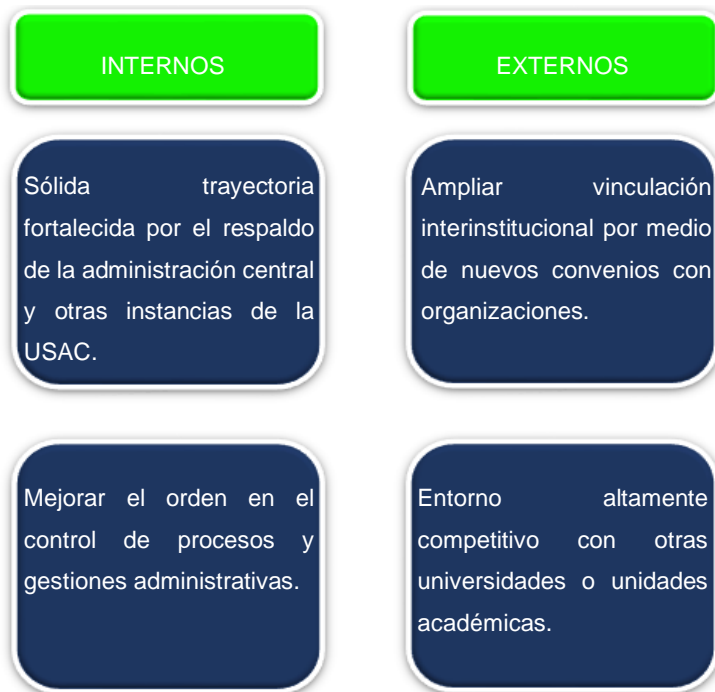 INTERNOS
EXTERNOS
Sólida trayectoria
fortalecida por el respaldo
de la administración central
y otras instancias de la
USAC.
Ampliar vinculación
interinstitucional por medio
de nuevos convenios con
organizaciones.
Mejorar el orden en el
control de procesos y
gestiones administrativas.
Entorno altamente
competitivo con otras
universidades o unidades
académicas.